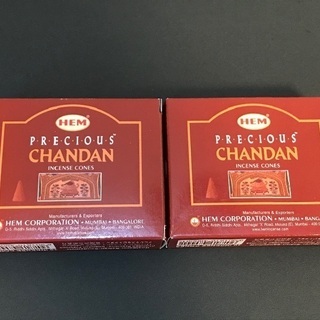 HEM
PRECIOUS
CHANDAN
INCENSE CONES
Manufacturers & Exporters
HEM CORPORATION • MUMBAI • BANGALORE
HEM
PRECIOUS
CHANDAN
INCENSE CONES
Manufacturers & Exporters
HEM CORPORATION • MUMBAI • BANGAL